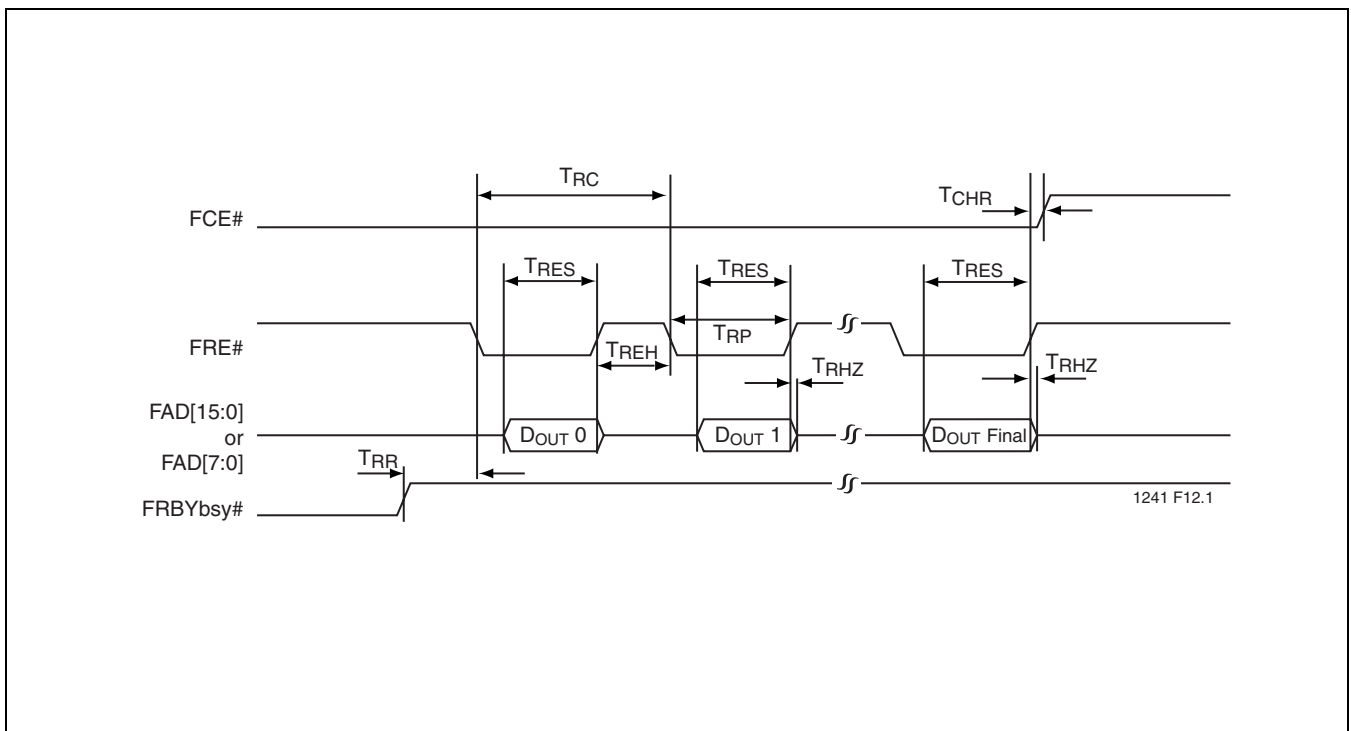 TRC
TCHR
FCE#
TRES TRES TRES
FRE#
TRP
TREH
TRHZ TRHZ
FAD[15:0]
or
FAD[7:0]
DOUT 0 DOUT 1 DOUT Final
TRR
FRBYbsy#
1241 F12.1